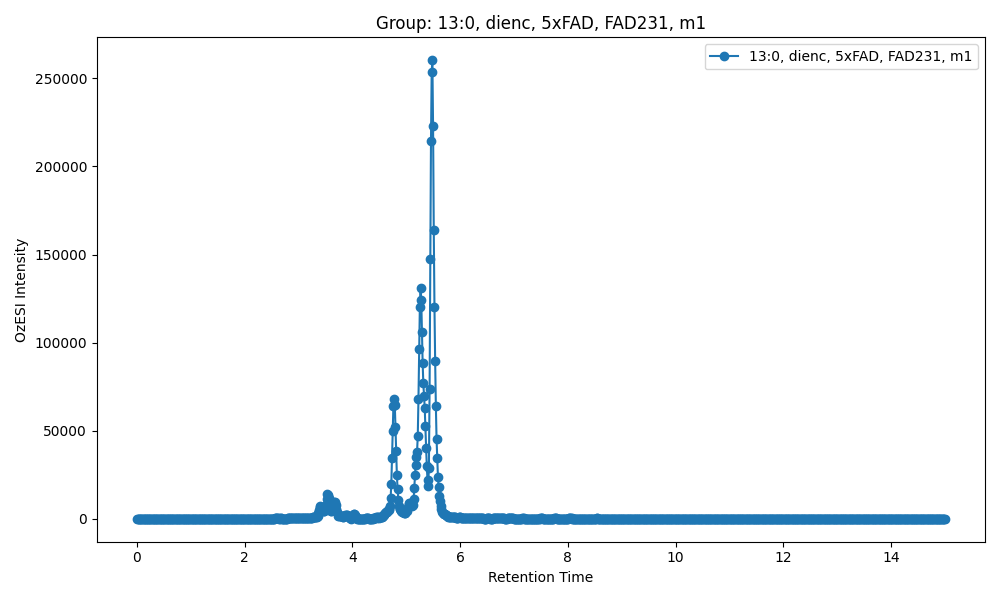 Group: 13:0, dienc, 5xFAD, FAD231, m1
13:0, dienc, 5xFAD, FAD231, m1
250000
200000
150000
100000
50000
0
OzESI Intensity
0 2 4 6 8 10 12 14
Retention Time